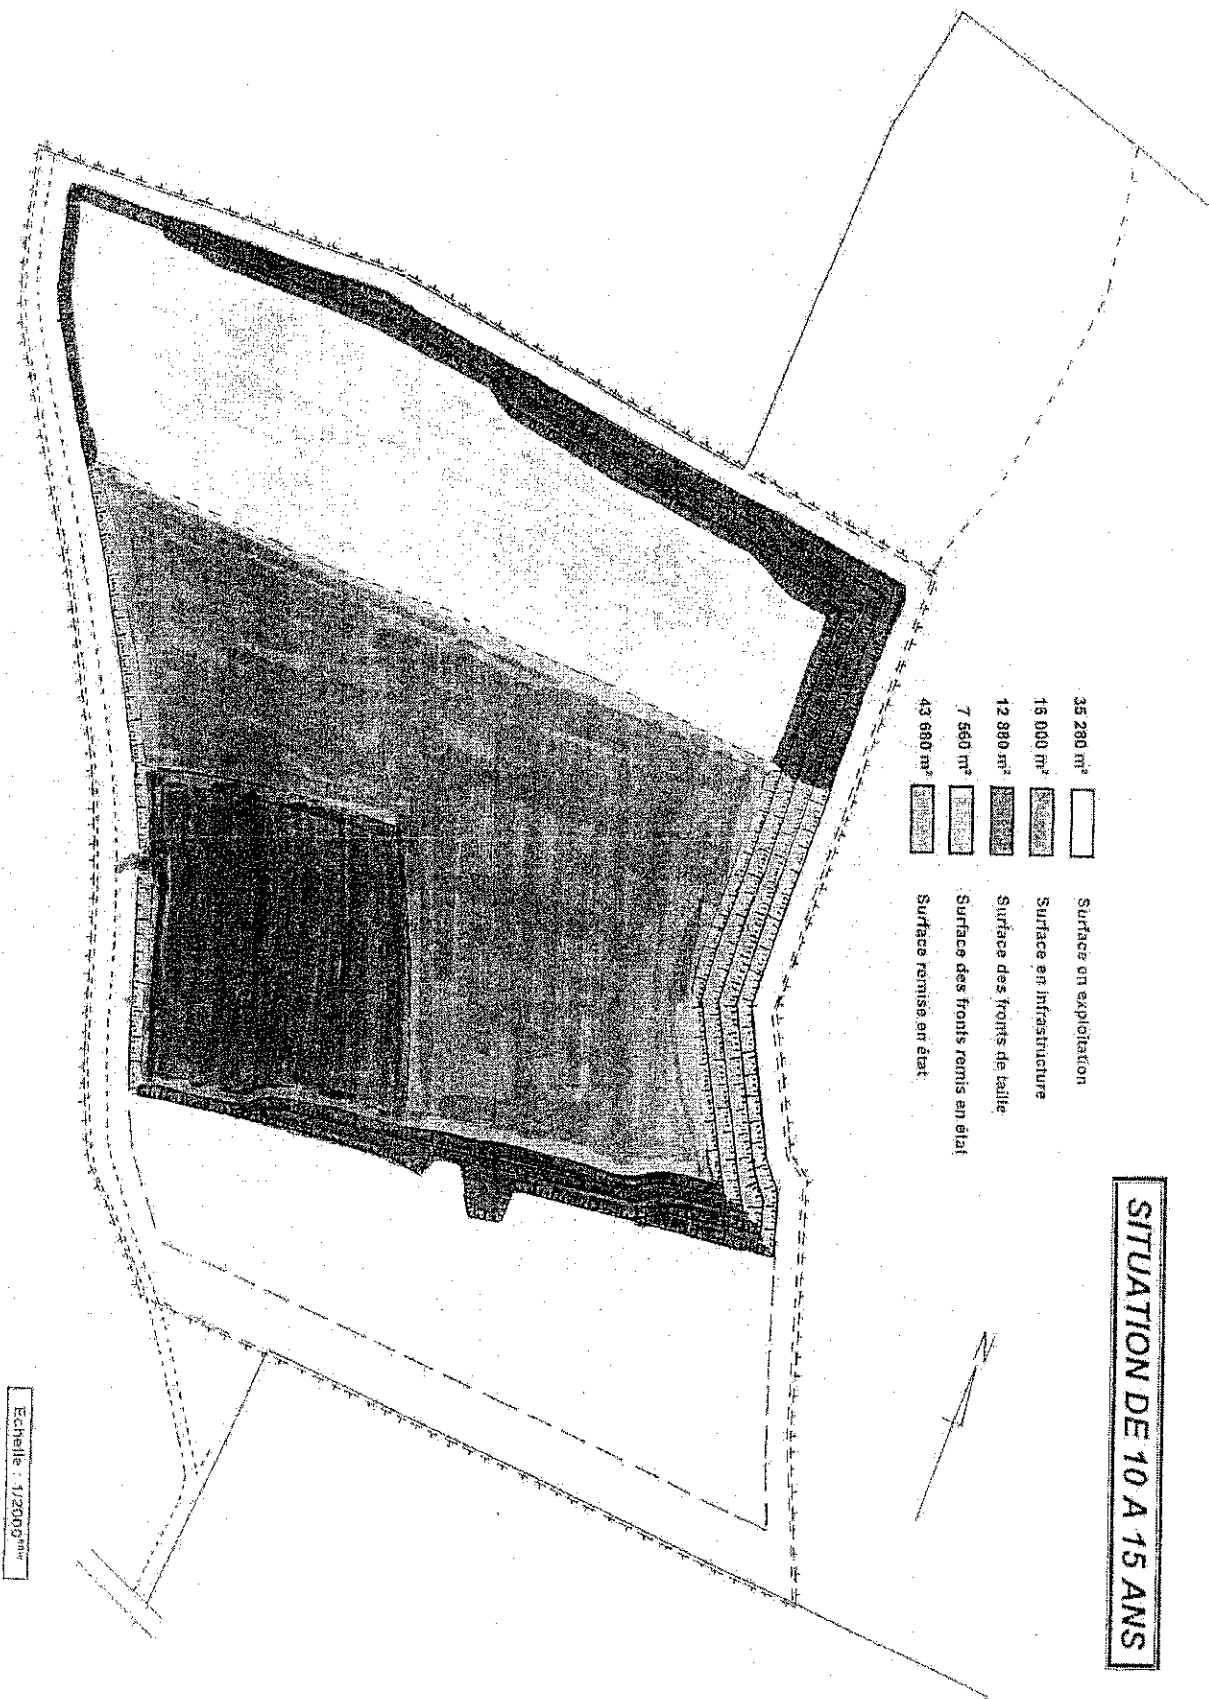 SITUATION DE 10 A 15 ANS
35 280 m² Surface en exploitation
16 000 m² Surface en infrastructure
12 880 m² Surface des fronts de taille
7 560 m² Surface des fronts remis en état
43 680 m² Surface remise en état
N
Echelle : 1/2000ème